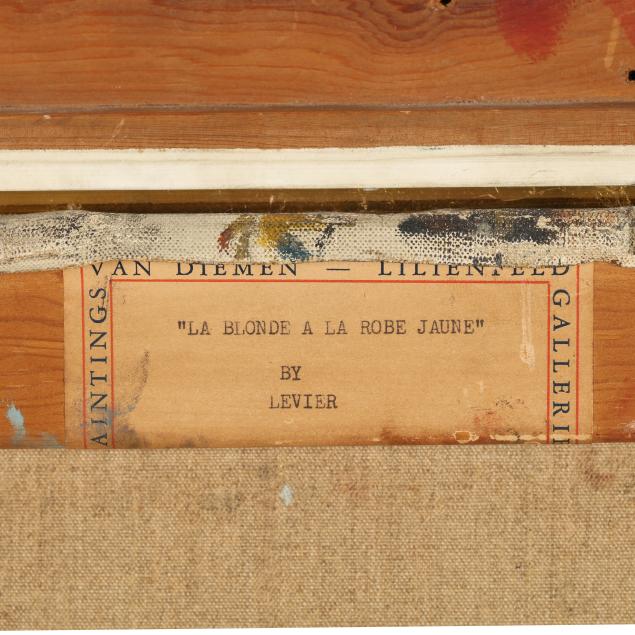 VAN DIEMEN — LILIENFELD
AINTINGS
GALLERI
"LA BLONDE A LA ROBE JAUNE"
BY
LEVIER